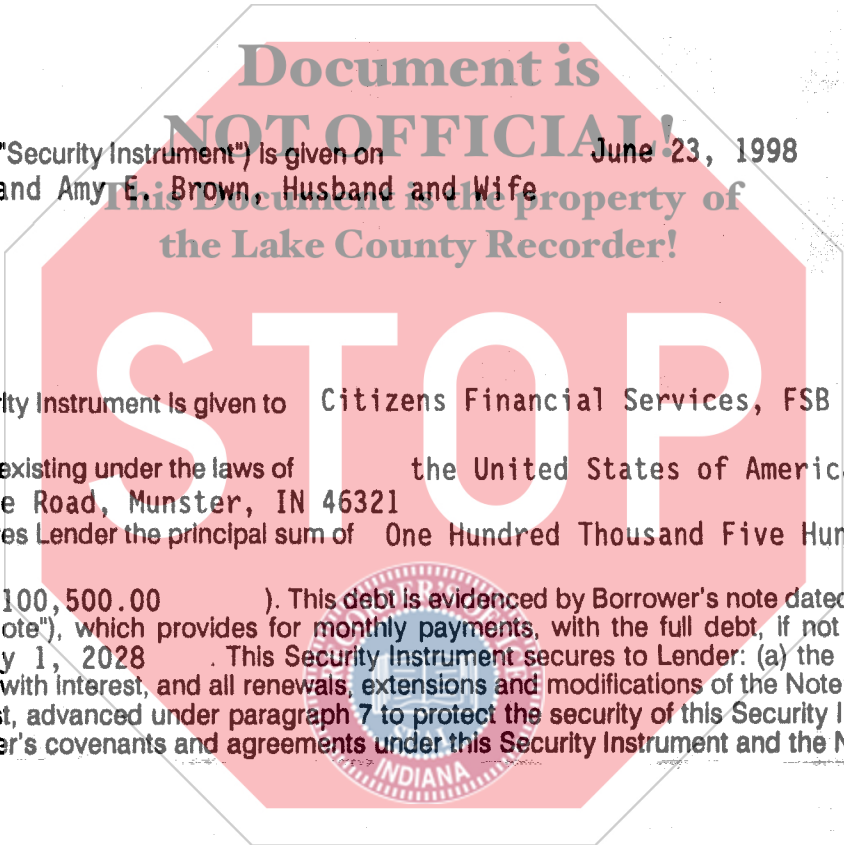 Document is
NOT OFFICIAL!
"Security Instrument") is given on June 23, 1998
and Amy E. Brown, Husband and Wife
This Document is the property of
the Lake County Recorder!
STOP
Instrument is given to Citizens Financial Services, FSB
existing under the laws of the United States of America
e Road, Munster, IN 46321
es Lender the principal sum of One Hundred Thousand Five Hun
100,500.00 ). This debt is evidenced by Borrower's note dated
ote"), which provides for monthly payments, with the full debt, if not
y 1, 2028 . This Security Instrument secures to Lender: (a) the
with interest, and all renewals, extensions and modifications of the Note
st, advanced under paragraph 7 to protect the security of this Security I
er's covenants and agreements under this Security Instrument and the N
RECORDER'S OFFICE
SEAL
INDIANA